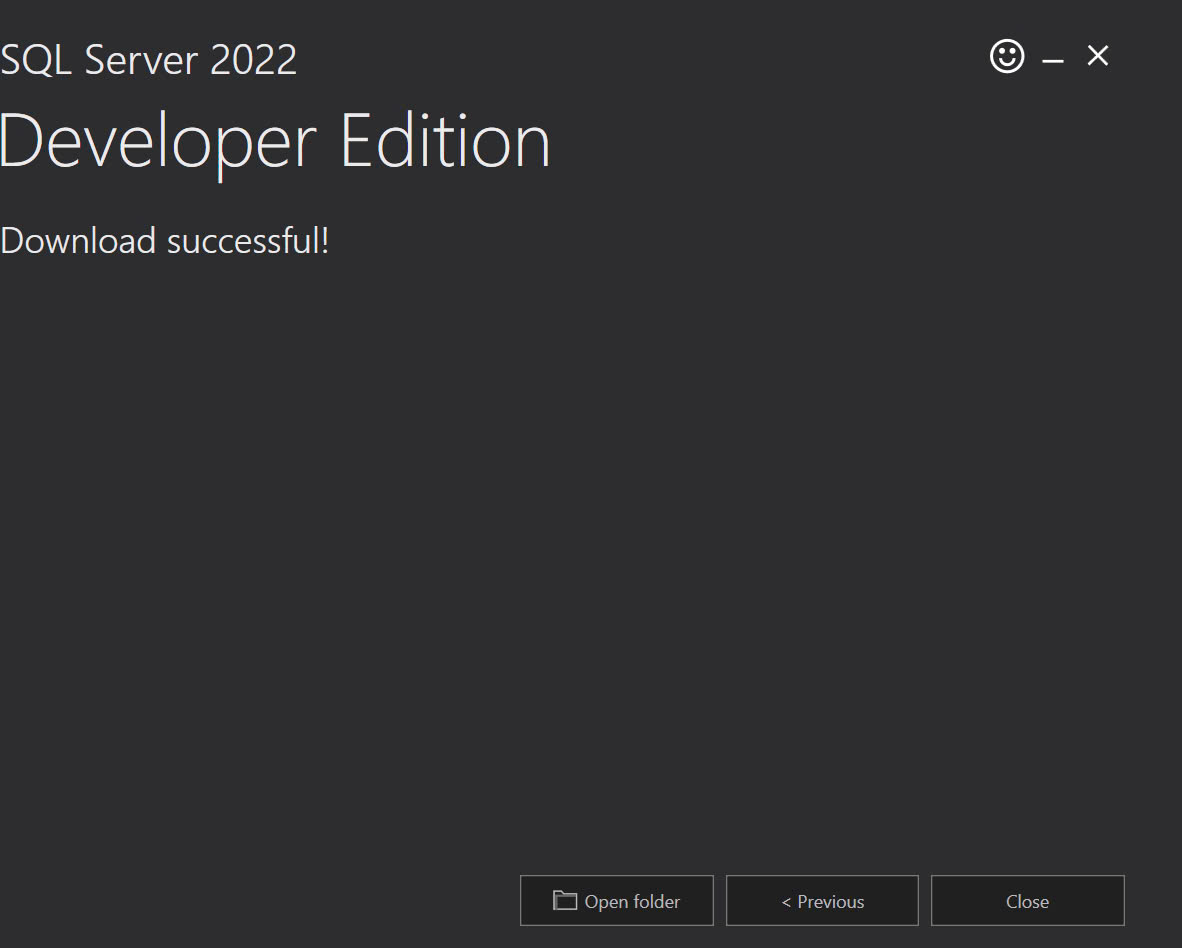 SQL Server 2022
Developer Edition
Download successful!
Open folder
< Previous
Close